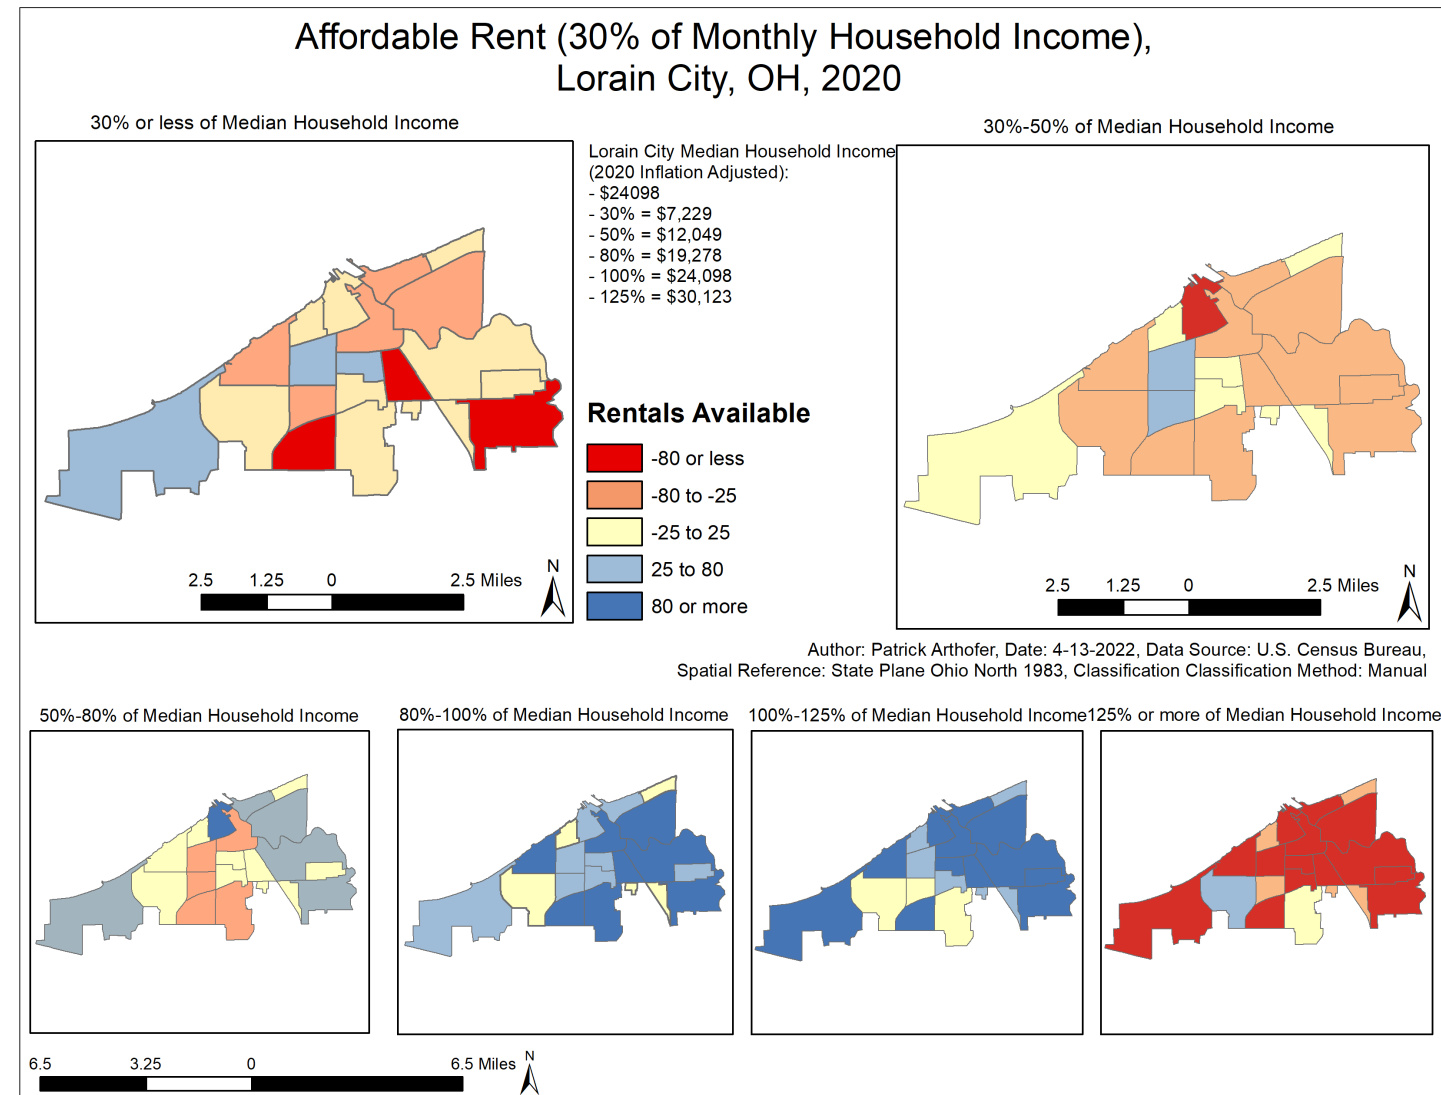 Affordable Rent (30% of Monthly Household Income),
Lorain City, OH, 2020
30% or less of Median Household Income
Lorain City Median Household Income
(2020 Inflation Adjusted):
- $24098
- 30% = $7,229
- 50% = $12,049
- 80% = $19,278
- 100% = $24,098
- 125% = $30,123
30%-50% of Median Household Income
Rentals Available
-80 or less
-80 to -25
-25 to 25
25 to 80
80 or more
2.5 1.25 0 2.5 Miles
N
2.5 1.25 0 2.5 Miles
N
Author: Patrick Arthofer, Date: 4-13-2022, Data Source: U.S. Census Bureau,
Spatial Reference: State Plane Ohio North 1983, Classification Classification Method: Manual
50%-80% of Median Household Income
80%-100% of Median Household Income
100%-125% of Median Household Income
125% or more of Median Household Income
6.5 3.25 0 6.5 Miles
N